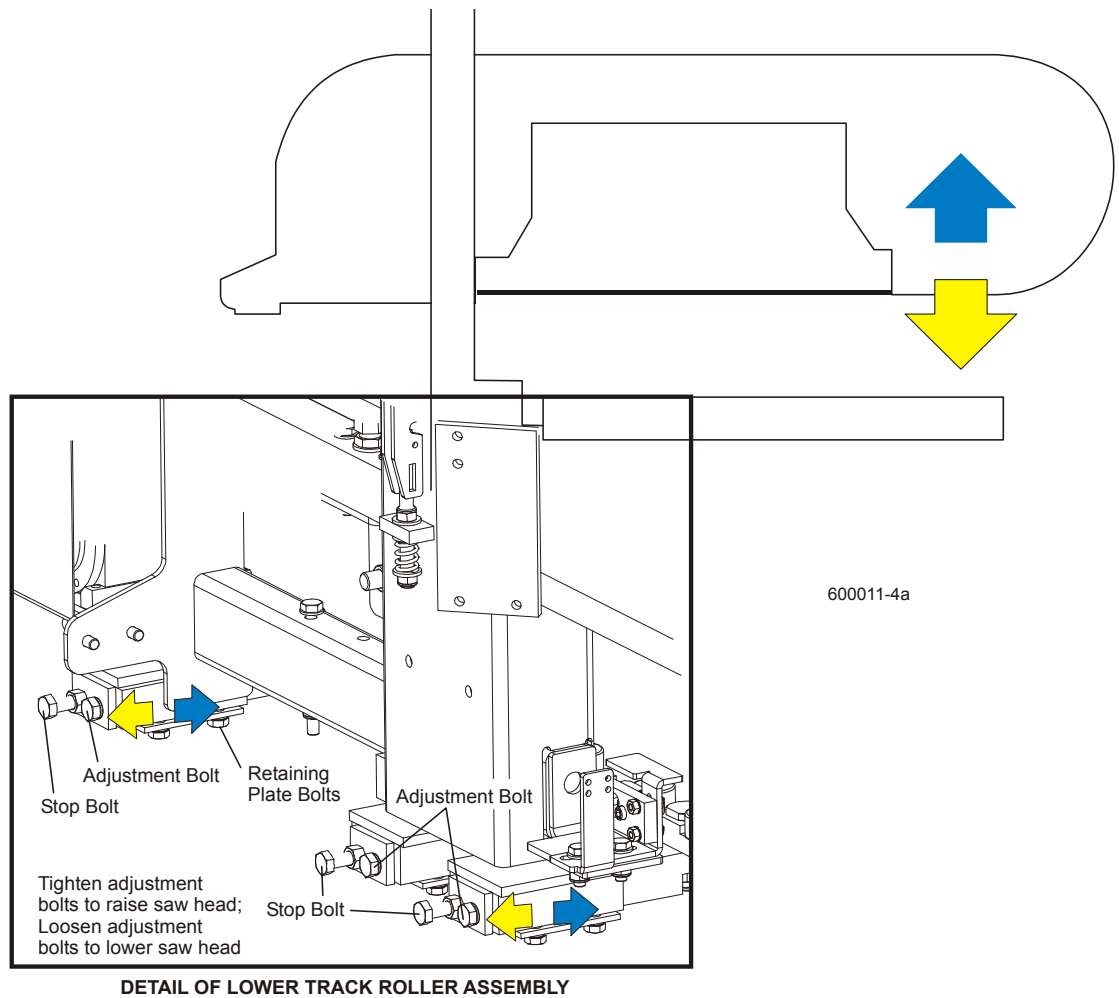 600011-4a
Adjustment Bolt
Retaining
Plate Bolts
Stop Bolt
Adjustment Bolt
Stop Bolt
Tighten adjustment
bolts to raise saw head;
Loosen adjustment
bolts to lower saw head
DETAIL OF LOWER TRACK ROLLER ASSEMBLY